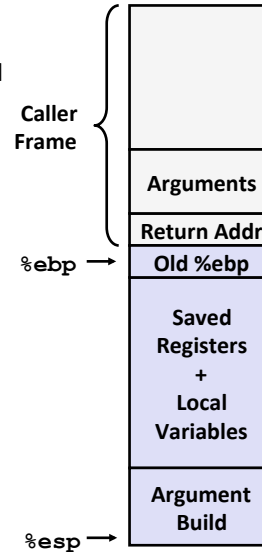 Caller
Frame
Arguments
Return Addr
%ebp
Old %ebp
Saved
Registers
+
Local
Variables
Argument
Build
%esp